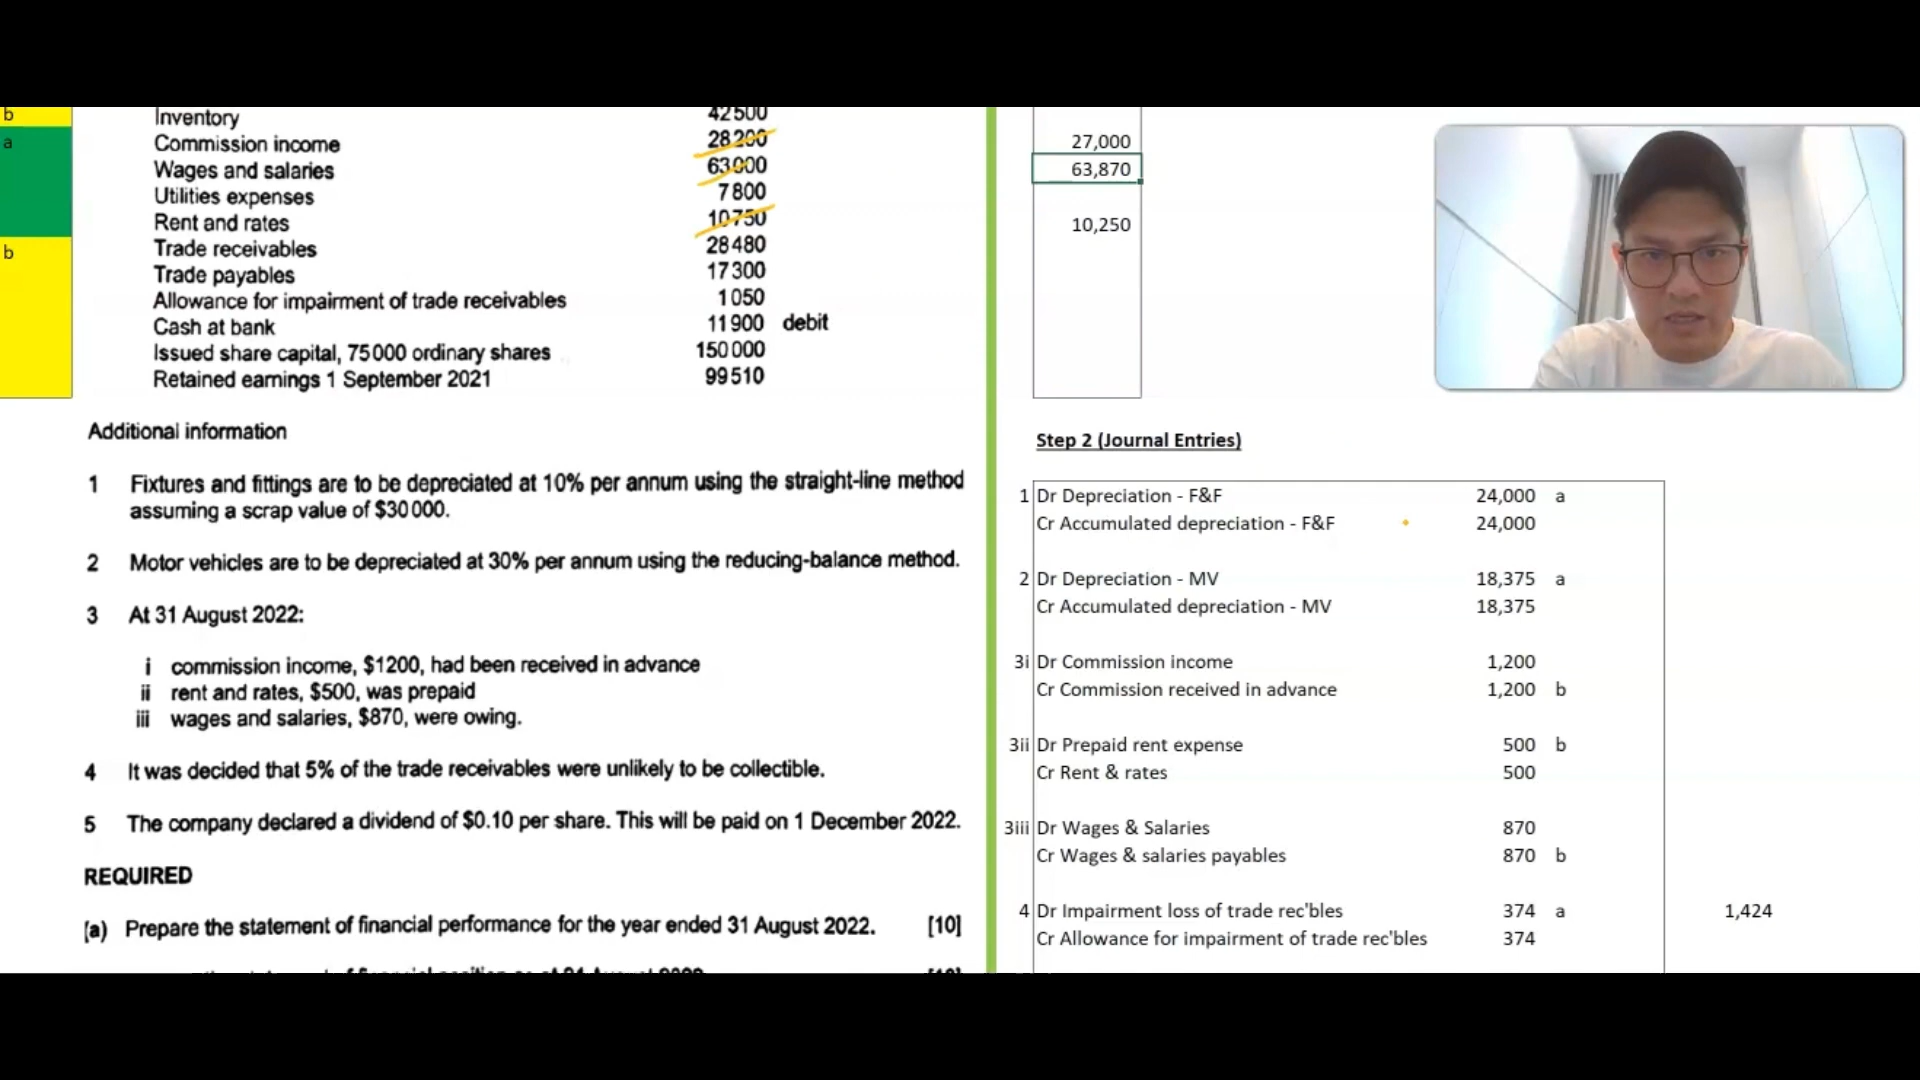 b
a
b
Inventory 42500
Commission income 28200
Wages and salaries 63000
Utilities expenses 7800
Rent and rates 10750
Trade receivables 28480
Trade payables 17300
Allowance for impairment of trade receivables 1050
Cash at bank 11900 debit
Issued share capital, 75000 ordinary shares 150000
Retained earnings 1 September 2021 99510
Additional information
1 Fixtures and fittings are to be depreciated at 10% per annum using the straight-line method
assuming a scrap value of $30000.
2 Motor vehicles are to be depreciated at 30% per annum using the reducing-balance method.
3 At 31 August 2022:
i commission income, $1200, had been received in advance
ii rent and rates, $500, was prepaid
iii wages and salaries, $870, were owing.
4 It was decided that 5% of the trade receivables were unlikely to be collectible.
5 The company declared a dividend of $0.10 per share. This will be paid on 1 December 2022.
REQUIRED
(a) Prepare the statement of financial performance for the year ended 31 August 2022. [10]
27,000
63,870
10,250
Step 2 (Journal Entries)
1 Dr Depreciation - F&F 24,000 a
Cr Accumulated depreciation - F&F 24,000
2 Dr Depreciation - MV 18,375 a
Cr Accumulated depreciation - MV 18,375
3i Dr Commission income 1,200
Cr Commission received in advance 1,200 b
3ii Dr Prepaid rent expense 500 b
Cr Rent & rates 500
3iii Dr Wages & Salaries 870
Cr Wages & salaries payables 870 b
4 Dr Impairment loss of trade rec'bles 374 a 1,424
Cr Allowance for impairment of trade rec'bles 374